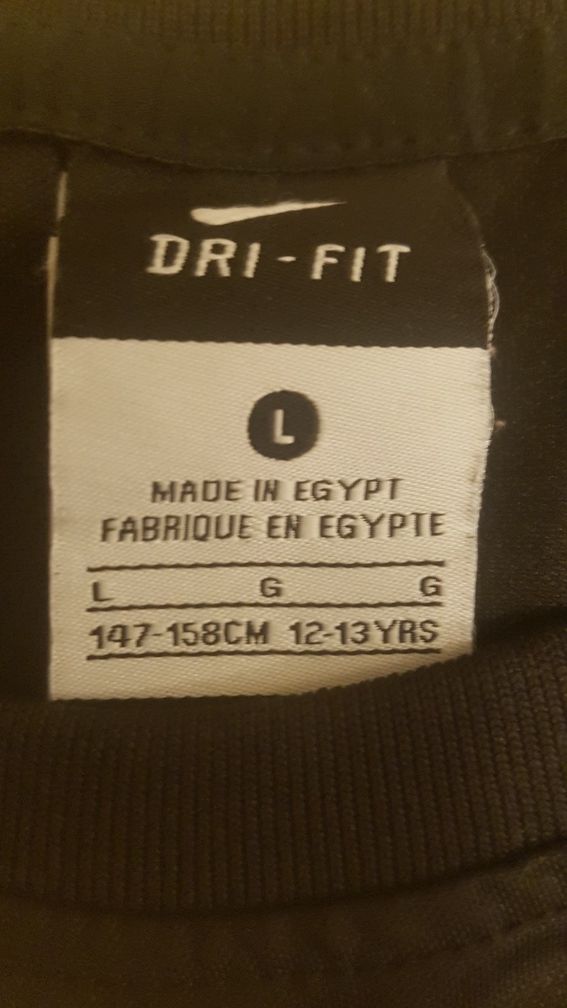 DRI-FIT
L
MADE IN EGYPT
FABRIQUE EN EGYPTE
L G G
147-158CM 12-13YRS